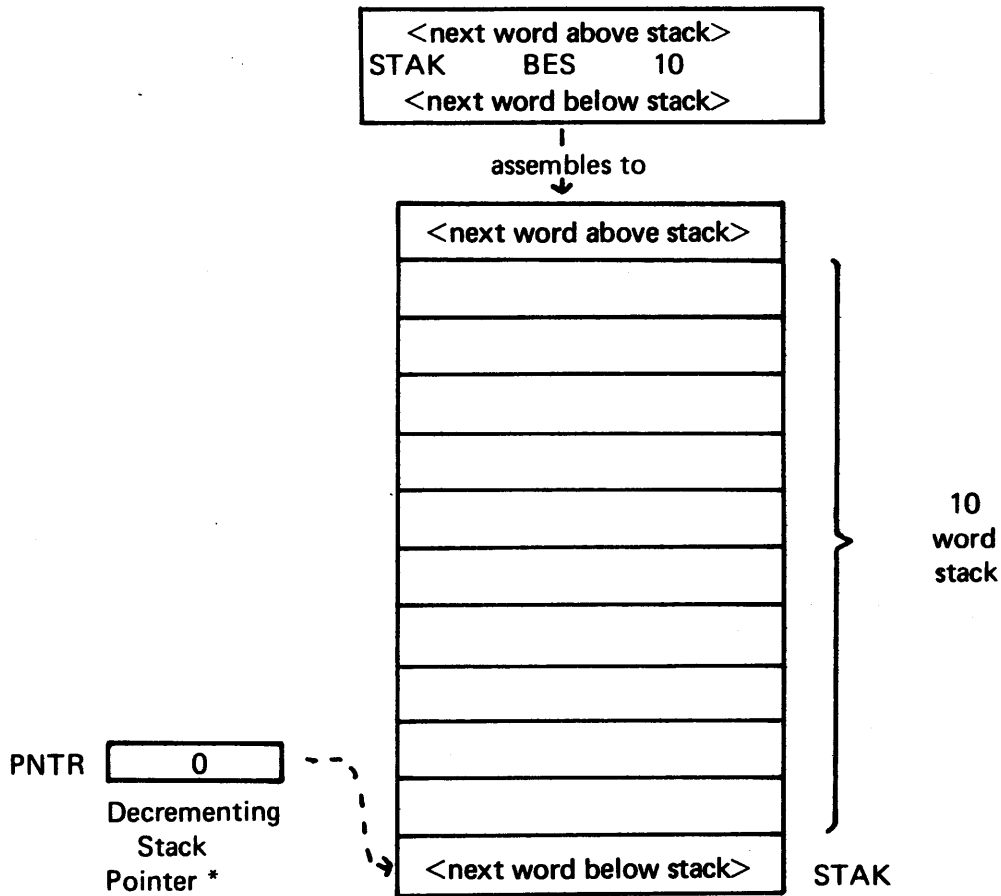 <next word above stack>
STAK BES 10
<next word below stack>
assembles to
<next word above stack>
10
word
stack
PNTR 0
Decrementing
Stack
Pointer *
<next word below stack> STAK